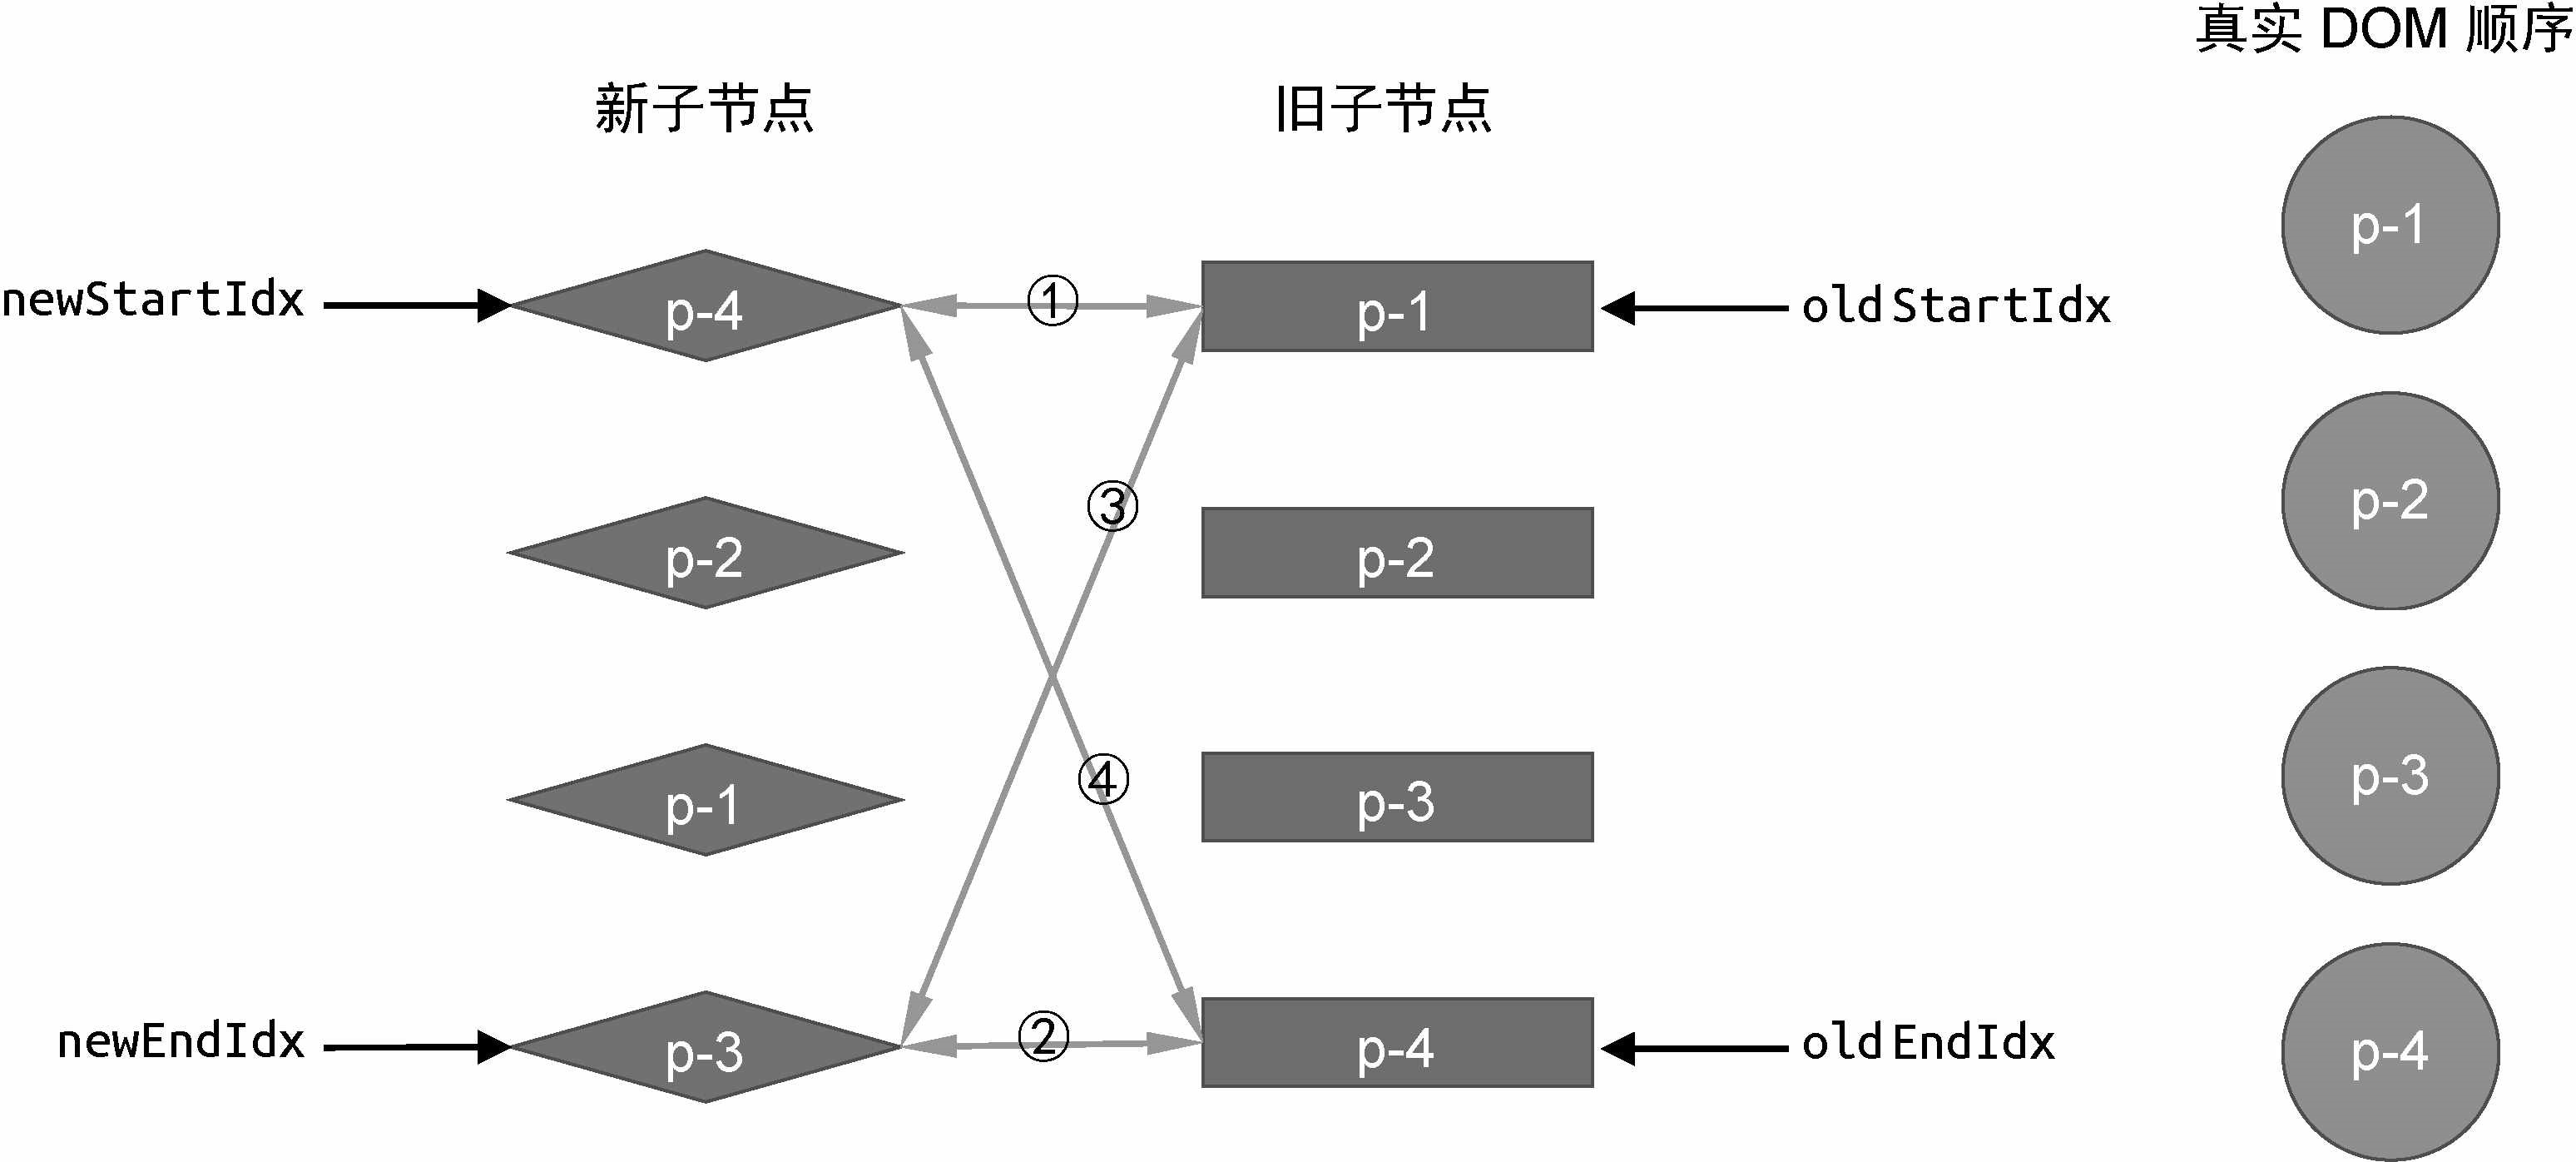 真实 DOM 顺序
新子节点
旧子节点
p-1
newStartIdx
p-4
①
p-1
oldStartIdx
p-2
③
p-2
p-2
p-3
④
p-1
p-3
newEndIdx
p-3
②
p-4
oldEndIdx
p-4